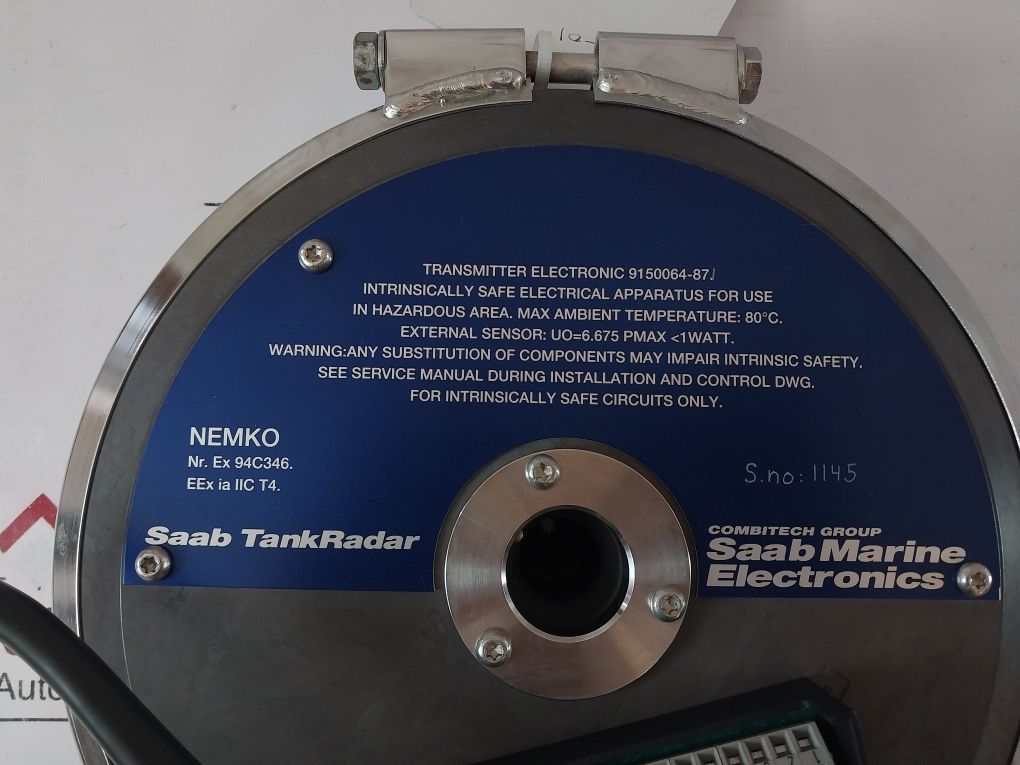 TRANSMITTER ELECTRONIC 9150064-871
INTRINSICALLY SAFE ELECTRICAL APPARATUS FOR USE
IN HAZARDOUS AREA. MAX AMBIENT TEMPERATURE: 80°C.
EXTERNAL SENSOR: UO=6.675 PMAX <1WATT.
WARNING:ANY SUBSTITUTION OF COMPONENTS MAY IMPAIR INTRINSIC SAFETY.
SEE SERVICE MANUAL DURING INSTALLATION AND CONTROL DWG.
FOR INTRINSICALLY SAFE CIRCUITS ONLY.
NEMKO
Nr. Ex 94C346.
EEx ia IIC T4.
S.no: 1145
Saab TankRadar
COMBITECH GROUP
Saab Marine
Electronics
Auto